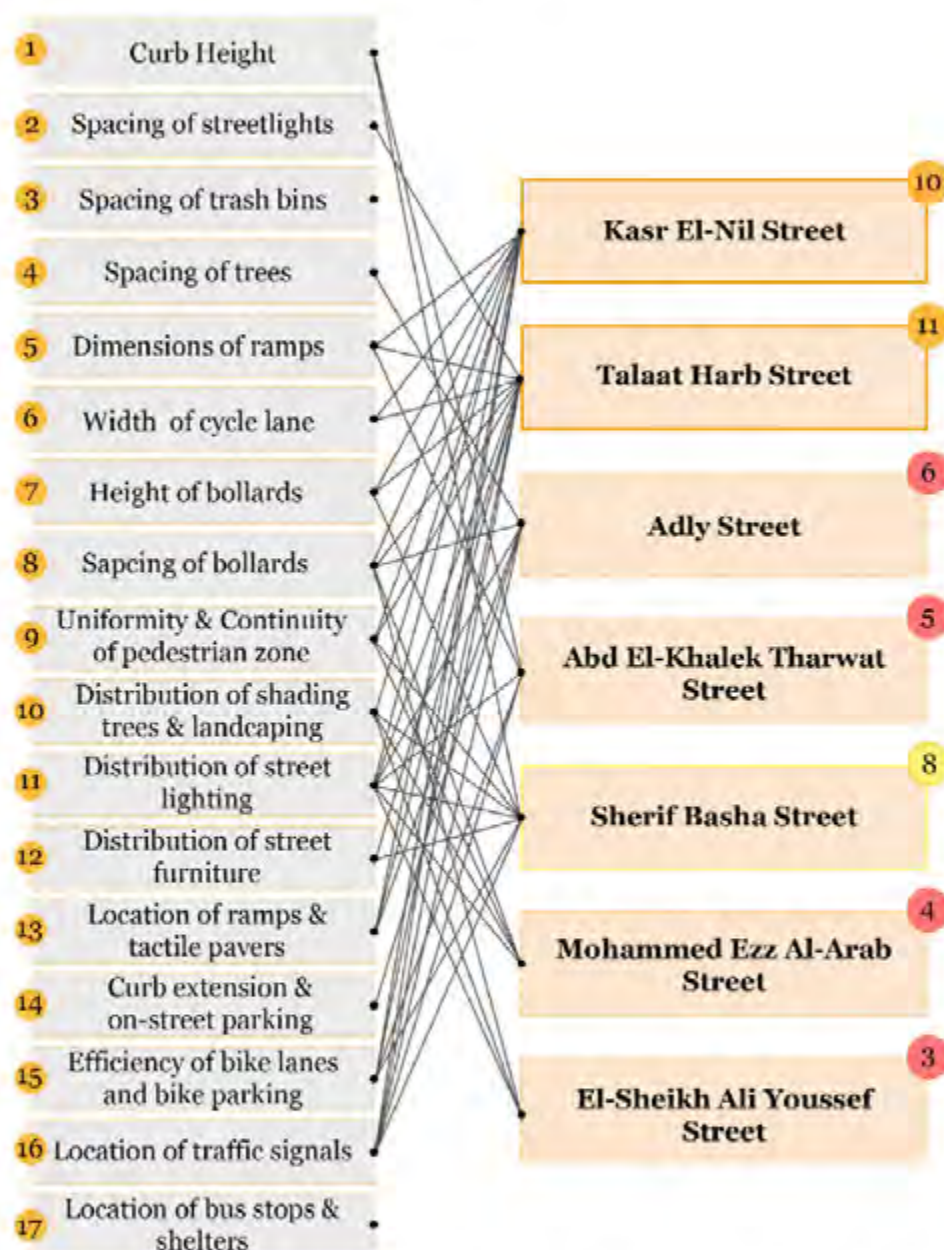 1 Curb Height
2 Spacing of streetlights
3 Spacing of trash bins
4 Spacing of trees
5 Dimensions of ramps
6 Width of cycle lane
7 Height of bollards
8 Sapcing of bollards
9 Uniformity & Continuity
of pedestrian zone
10 Distribution of shading
trees & landcaping
11 Distribution of street
lighting
12 Distribution of street
furniture
13 Location of ramps &
tactile pavers
14 Curb extension &
on-street parking
15 Efficiency of bike lanes
and bike parking
16 Location of traffic signals
17 Location of bus stops &
shelters
10
Kasr El-Nil Street
11
Talaat Harb Street
6
Adly Street
5
Abd El-Khalek Tharwat
Street
8
Sherif Basha Street
4
Mohammed Ezz Al-Arab
Street
3
El-Sheikh Ali Youssef
Street